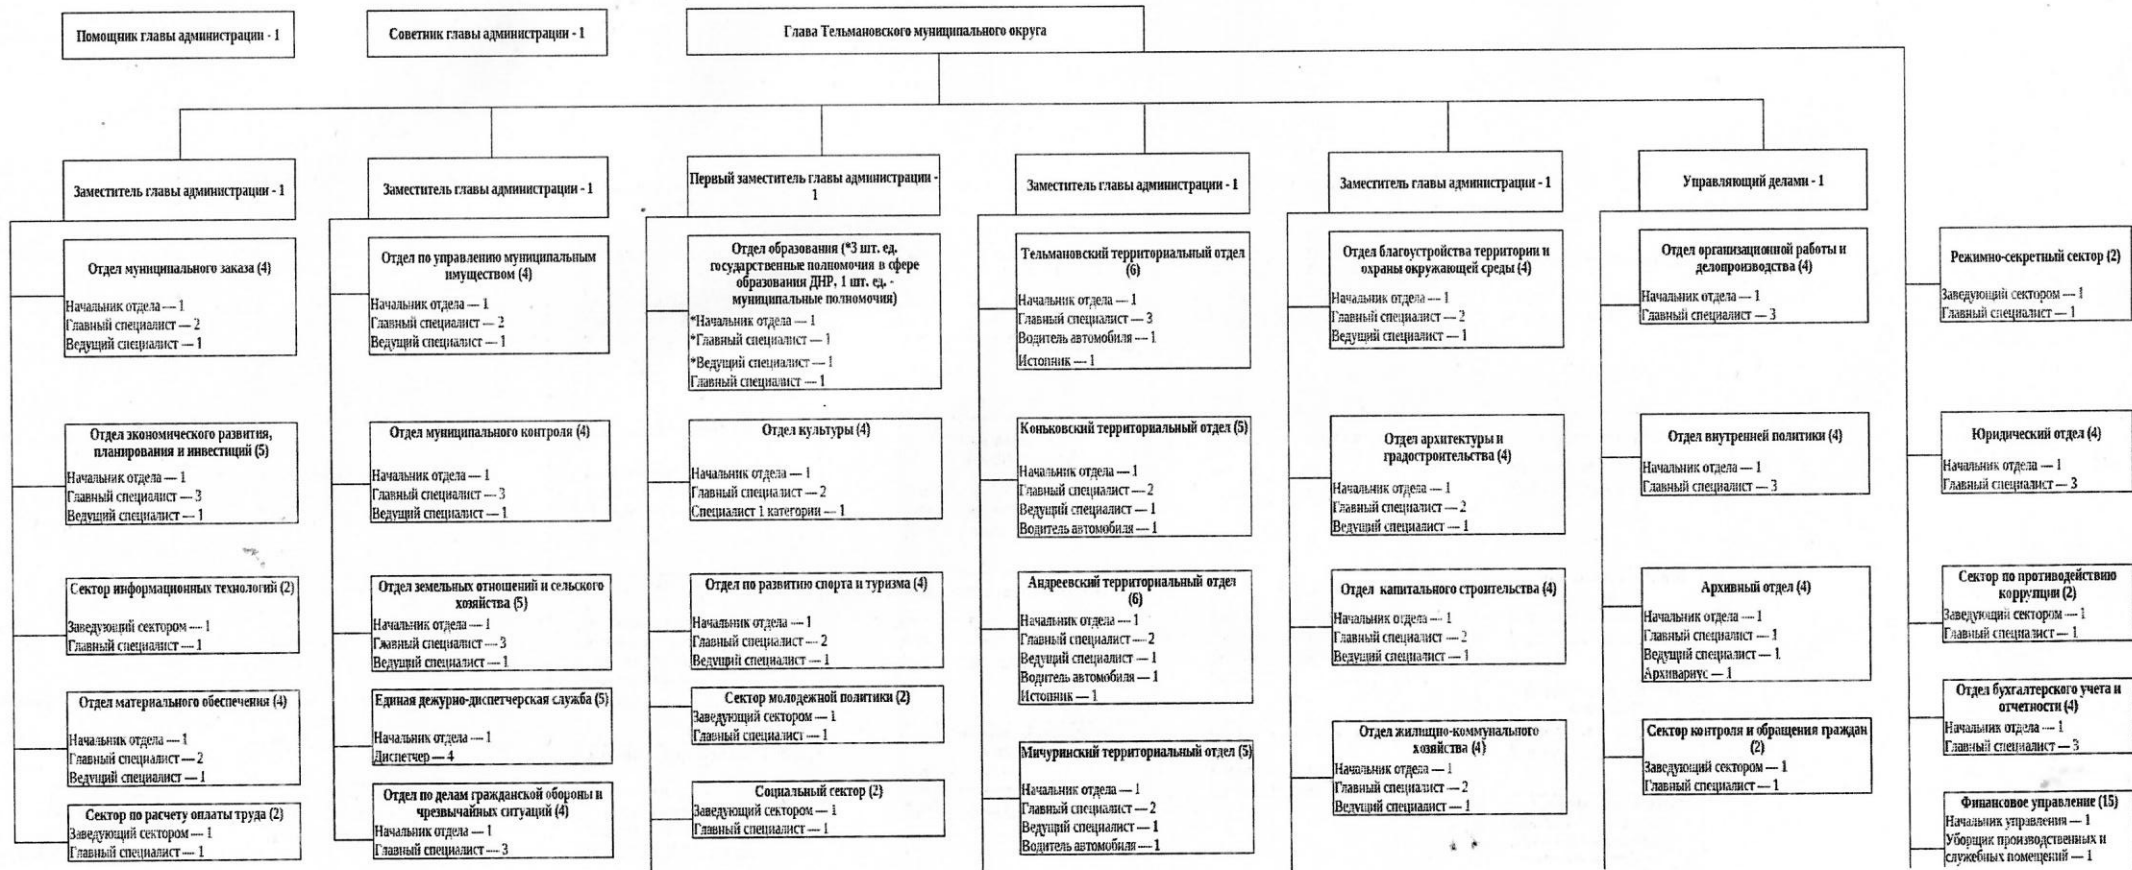 Помощник главы администрации - 1
Советник главы администрации - 1
Глава Тельмановского муниципального округа
Заместитель главы администрации - 1
Отдел муниципального заказа (4)
Начальник отдела — 1
Главный специалист — 2
Ведущий специалист — 1
Отдел экономического развития,
планирования и инвестиций (5)
Начальник отдела — 1
Главный специалист — 3
Ведущий специалист — 1
Сектор информационных технологий (2)
Заведующий сектором — 1
Главный специалист — 1
Отдел материального обеспечения (4)
Начальник отдела — 1
Главный специалист — 2
Ведущий специалист — 1
Сектор по расчету оплаты труда (2)
Заведующий сектором — 1
Главный специалист — 1
Заместитель главы администрации - 1
Отдел по управлению муниципальным
имуществом (4)
Начальник отдела — 1
Главный специалист — 2
Ведущий специалист — 1
Отдел муниципального контроля (4)
Начальник отдела — 1
Главный специалист — 3
Ведущий специалист — 1
Отдел земельных отношений и сельского
хозяйства (5)
Начальник отдела — 1
Главный специалист — 3
Ведущий специалист — 1
Единая дежурно-диспетчерская служба (5)
Начальник отдела — 1
Диспетчер — 4
Отдел по делам гражданской обороны и
чрезвычайных ситуаций (4)
Начальник отдела — 1
Главный специалист — 3
Первый заместитель главы администрации -
1
Отдел образования (*3 шт. ед.
государственные полномочия в сфере
образования ДНР, 1 шт. ед. -
муниципальные полномочия)
*Начальник отдела — 1
*Главный специалист — 1
*Ведущий специалист — 1
Главный специалист — 1
Отдел культуры (4)
Начальник отдела — 1
Главный специалист — 2
Специалист 1 категории — 1
Отдел по развитию спорта и туризма (4)
Начальник отдела — 1
Главный специалист — 2
Ведущий специалист — 1
Сектор молодежной политики (2)
Заведующий сектором — 1
Главный специалист — 1
Социальный сектор (2)
Заведующий сектором — 1
Главный специалист — 1
Заместитель главы администрации - 1
Тельмановский территориальный отдел
(6)
Начальник отдела — 1
Главный специалист — 3
Водитель автомобиля — 1
Истопник — 1
Коньковский территориальный отдел (5)
Начальник отдела — 1
Главный специалист — 2
Ведущий специалист — 1
Водитель автомобиля — 1
Андреевский территориальный отдел
(6)
Начальник отдела — 1
Главный специалист — 2
Ведущий специалист — 1
Водитель автомобиля — 1
Истопник — 1
Мичуринский территориальный отдел (5)
Начальник отдела — 1
Главный специалист — 2
Ведущий специалист — 1
Водитель автомобиля — 1
Заместитель главы администрации - 1
Отдел благоустройства территории и
охраны окружающей среды (4)
Начальник отдела — 1
Главный специалист — 2
Ведущий специалист — 1
Отдел архитектуры и
градостроительства (4)
Начальник отдела — 1
Главный специалист — 2
Ведущий специалист — 1
Отдел капитального строительства (4)
Начальник отдела — 1
Главный специалист — 2
Ведущий специалист — 1
Отдел жилищно-коммунального
хозяйства (4)
Начальник отдела — 1
Главный специалист — 2
Ведущий специалист — 1
Управляющий делами - 1
Отдел организационной работы и
делопроизводства (4)
Начальник отдела — 1
Главный специалист — 3
Отдел внутренней политики (4)
Начальник отдела — 1
Главный специалист — 3
Архивный отдел (4)
Начальник отдела — 1
Главный специалист — 1
Ведущий специалист — 1
Архивариус — 1
Сектор контроля и обращения граждан
(2)
Заведующий сектором — 1
Главный специалист — 1
Режимно-секретный сектор (2)
Заведующий сектором — 1
Главный специалист — 1
Юридический отдел (4)
Начальник отдела — 1
Главный специалист — 3
Сектор по противодействию
коррупции (2)
Заведующий сектором — 1
Главный специалист — 1
Отдел бухгалтерского учета и
отчетности (4)
Начальник отдела — 1
Главный специалист — 3
Финансовое управление (15)
Начальник управления — 1
Уборщик производственных и
служебных помещений — 1